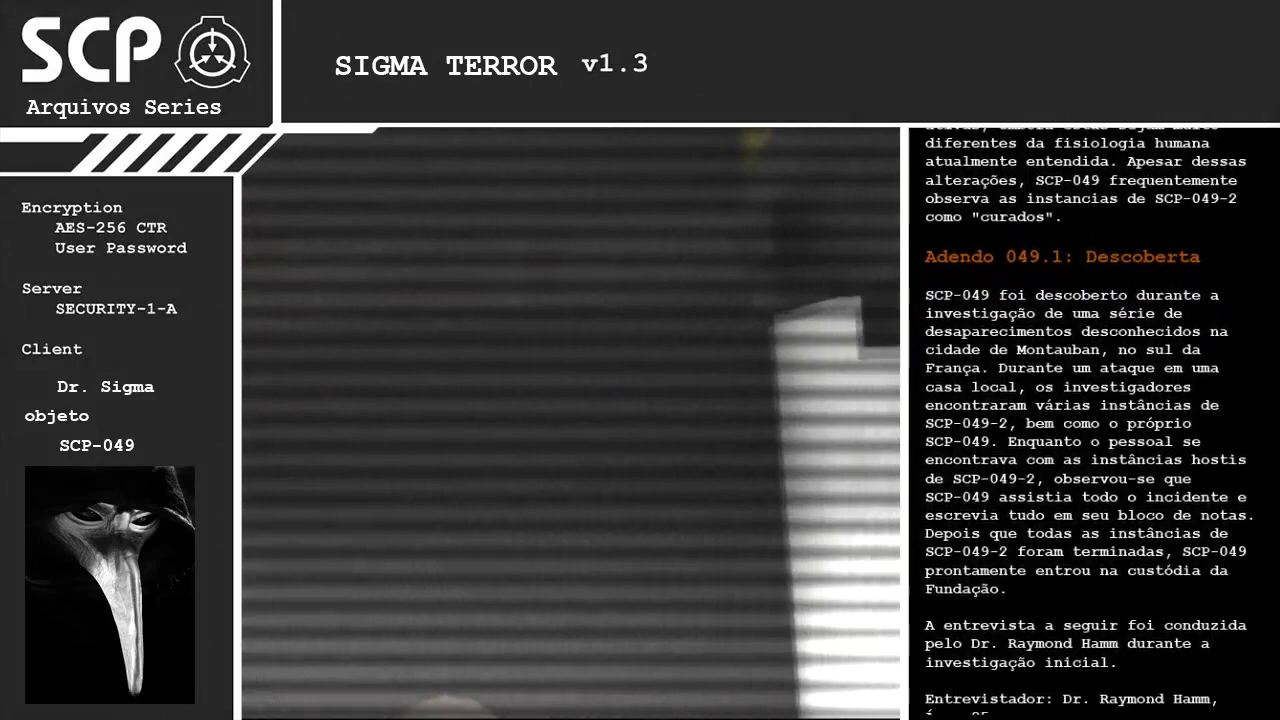 SCP
Arquivos Series
SIGMA TERROR v1.3
Encryption
AES-256 CTR
User Password
Server
SECURITY-1-A
Client
Dr. Sigma
objeto
SCP-049
diferentes da fisiologia humana
atualmente entendida. Apesar dessas
alterações, SCP-049 frequentemente
observa as instancias de SCP-049-2
como "curados".
Adendo 049.1: Descoberta
SCP-049 foi descoberto durante a
investigação de uma série de
desaparecimentos desconhecidos na
cidade de Montauban, no sul da
França. Durante um ataque em uma
casa local, os investigadores
encontraram várias instâncias de
SCP-049-2, bem como o próprio
SCP-049. Enquanto o pessoal se
encontrava com as instâncias hostis
de SCP-049-2, observou-se que
SCP-049 assistia todo o incidente e
escrevia tudo em seu bloco de notas.
Depois que todas as instâncias de
SCP-049-2 foram terminadas, SCP-049
prontamente entrou na custódia da
Fundação.
A entrevista a seguir foi conduzida
pelo Dr. Raymond Hamm durante a
investigação inicial.
Entrevistador: Dr. Raymond Hamm,